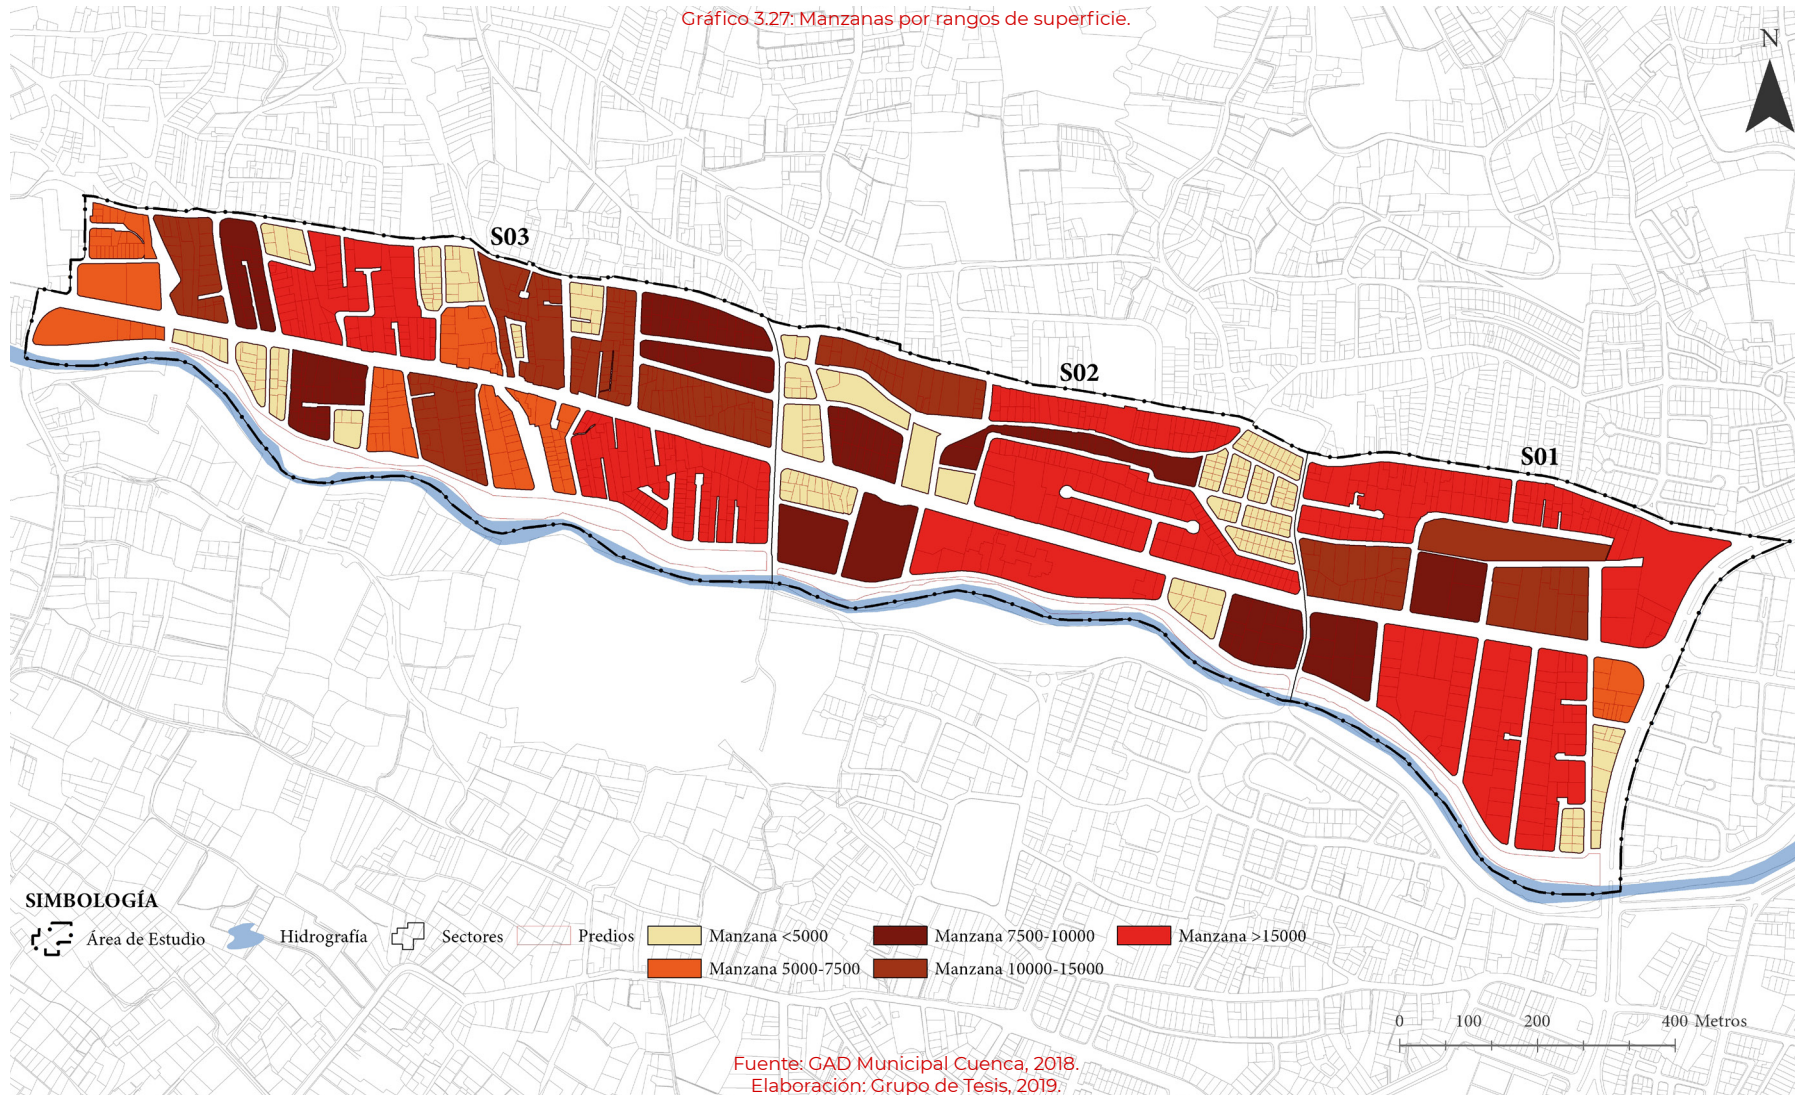 Gráfico 3.27: Manzanas por rangos de superficie.
N
S03
S02
S01
SIMBOLOGÍA
Área de Estudio
Hidrografía
Sectores
Predios
Manzana <5000
Manzana 7500-10000
Manzana >15000
Manzana 5000-7500
Manzana 10000-15000
0 100 200 400 Metros
Fuente: GAD Municipal Cuenca, 2018.
Elaboración: Grupo de Tesis, 2019.